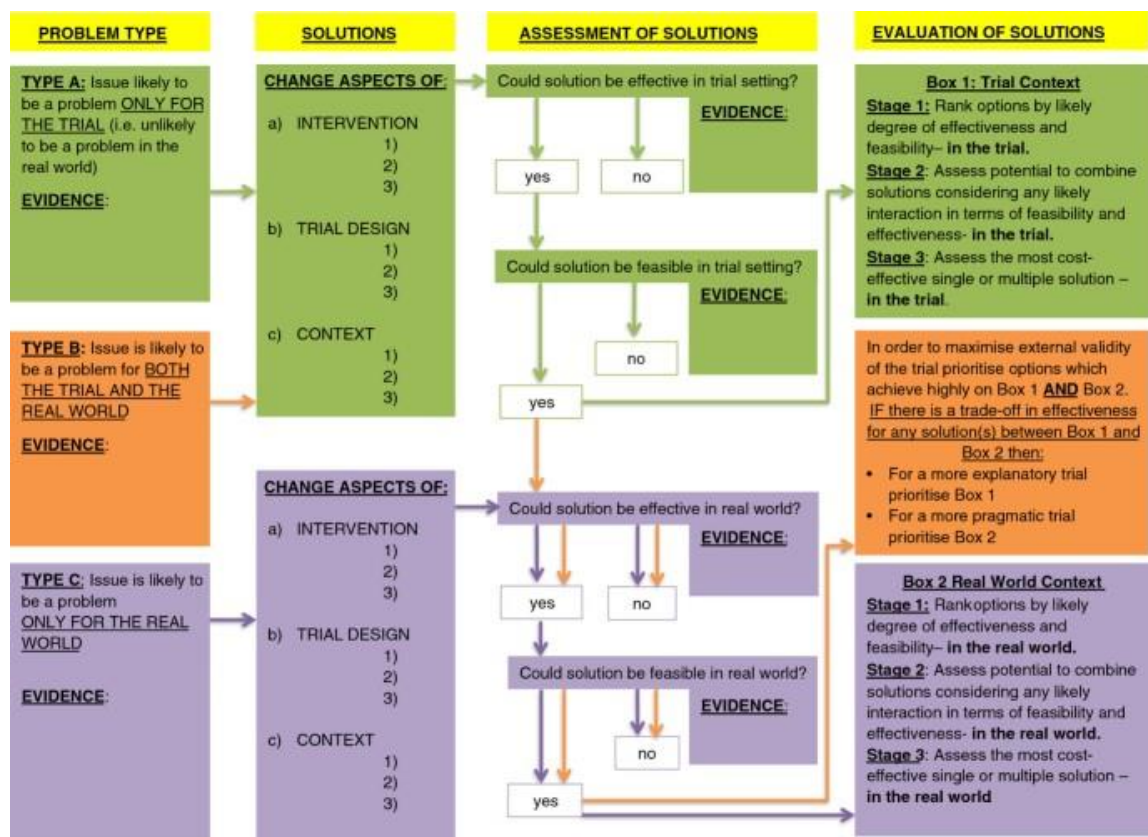 PROBLEM TYPE
SOLUTIONS
ASSESSMENT OF SOLUTIONS
EVALUATION OF SOLUTIONS
TYPE A: Issue likely to
be a problem ONLY FOR
THE TRIAL (i.e. unlikely
to be a problem in the
real world)
EVIDENCE:
TYPE B: Issue is likely to
be a problem for BOTH
THE TRIAL AND THE
REAL WORLD
EVIDENCE:
TYPE C: Issue is likely to
be a problem
ONLY FOR THE REAL
WORLD
EVIDENCE:
CHANGE ASPECTS OF:
a) INTERVENTION
1)
2)
3)
b) TRIAL DESIGN
1)
2)
3)
c) CONTEXT
1)
2)
3)
CHANGE ASPECTS OF:
a) INTERVENTION
1)
2)
3)
b) TRIAL DESIGN
1)
2)
3)
c) CONTEXT
1)
2)
3)
Could solution be effective in trial setting?
EVIDENCE:
yes
no
Could solution be feasible in trial setting?
EVIDENCE:
no
yes
Could solution be effective in real world?
EVIDENCE:
yes
no
Could solution be feasible in real world?
EVIDENCE:
no
yes
Box 1: Trial Context
Stage 1: Rank options by likely
degree of effectiveness and
feasibility– in the trial.
Stage 2: Assess potential to combine
solutions considering any likely
interaction in terms of feasibility and
effectiveness- in the trial.
Stage 3: Assess the most cost-
effective single or multiple solution –
in the trial.
In order to maximise external validity
of the trial prioritise options which
achieve highly on Box 1 AND Box 2.
IF there is a trade-off in effectiveness
for any solution(s) between Box 1 and
Box 2 then:
• For a more explanatory trial
prioritise Box 1
• For a more pragmatic trial
prioritise Box 2
Box 2 Real World Context
Stage 1: Rankoptions by likely
degree of effectiveness and
feasibility– in the real world.
Stage 2: Assess potential to combine
solutions considering any likely
interaction in terms of feasibility and
effectiveness- in the real world.
Stage 3: Assess the most cost-
effective single or multiple solution –
in the real world